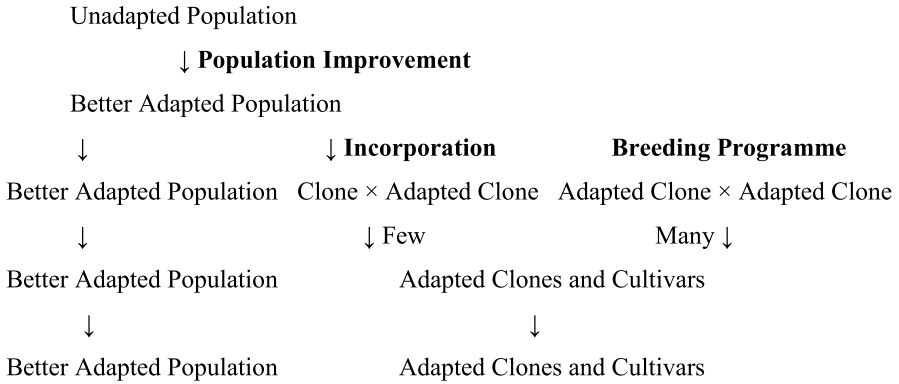 Unadapted Population
↓ Population Improvement
Better Adapted Population
↓ ↓ Incorporation Breeding Programme
Better Adapted Population Clone × Adapted Clone Adapted Clone × Adapted Clone
↓ ↓ Few Many ↓
Better Adapted Population Adapted Clones and Cultivars
↓ ↓
Better Adapted Population Adapted Clones and Cultivars